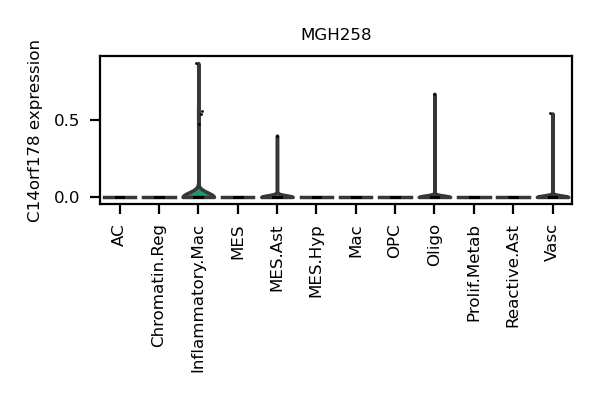 MGH258
C14orf178 expression
0.5
0.0
AC
Chromatin.Reg
Inflammatory.Mac
MES
MES.Ast
MES.Hyp
Mac
OPC
Oligo
Prolif.Metab
Reactive.Ast
Vasc